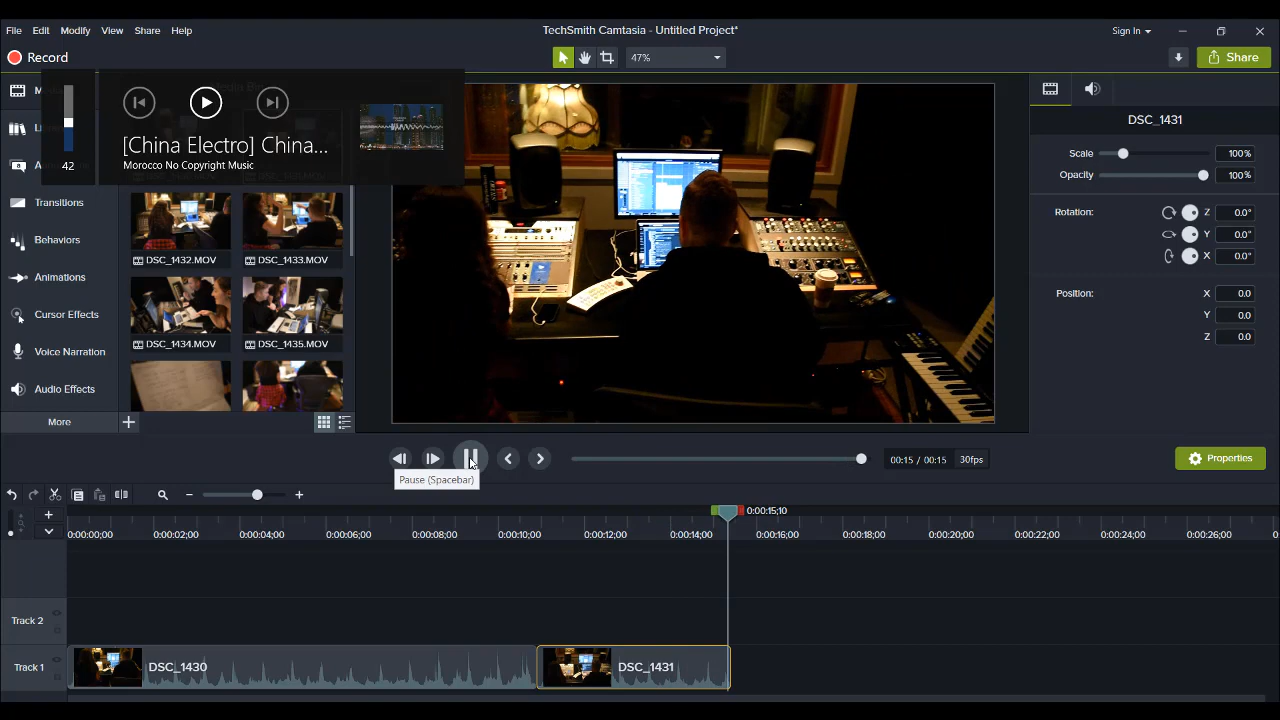 File Edit Modify View Share Help
TechSmith Camtasia - Untitled Project*
Sign In
Record
47%
Share
[China Electro] China...
Morocco No Copyright Music
42
Transitions
Behaviors
Animations
Cursor Effects
Voice Narration
Audio Effects
More
DSC_1432.MOV
DSC_1433.MOV
DSC_1434.MOV
DSC_1435.MOV
DSC_1431
Scale 100%
Opacity 100%
Rotation: Z 0.0°
Y 0.0°
X 0.0°
Position: X 0.0
Y 0.0
Z 0.0
00:15 / 00:15 30fps
Properties
Pause (Spacebar)
0:00:15;10
0:00:00;00 0:00:02;00 0:00:04;00 0:00:06;00 0:00:08;00 0:00:10;00 0:00:12;00 0:00:14;00 0:00:16;00 0:00:18;00 0:00:20;00 0:00:22;00 0:00:24;00 0:00:26;00 0
Track 2
Track 1
DSC_1430
DSC_1431